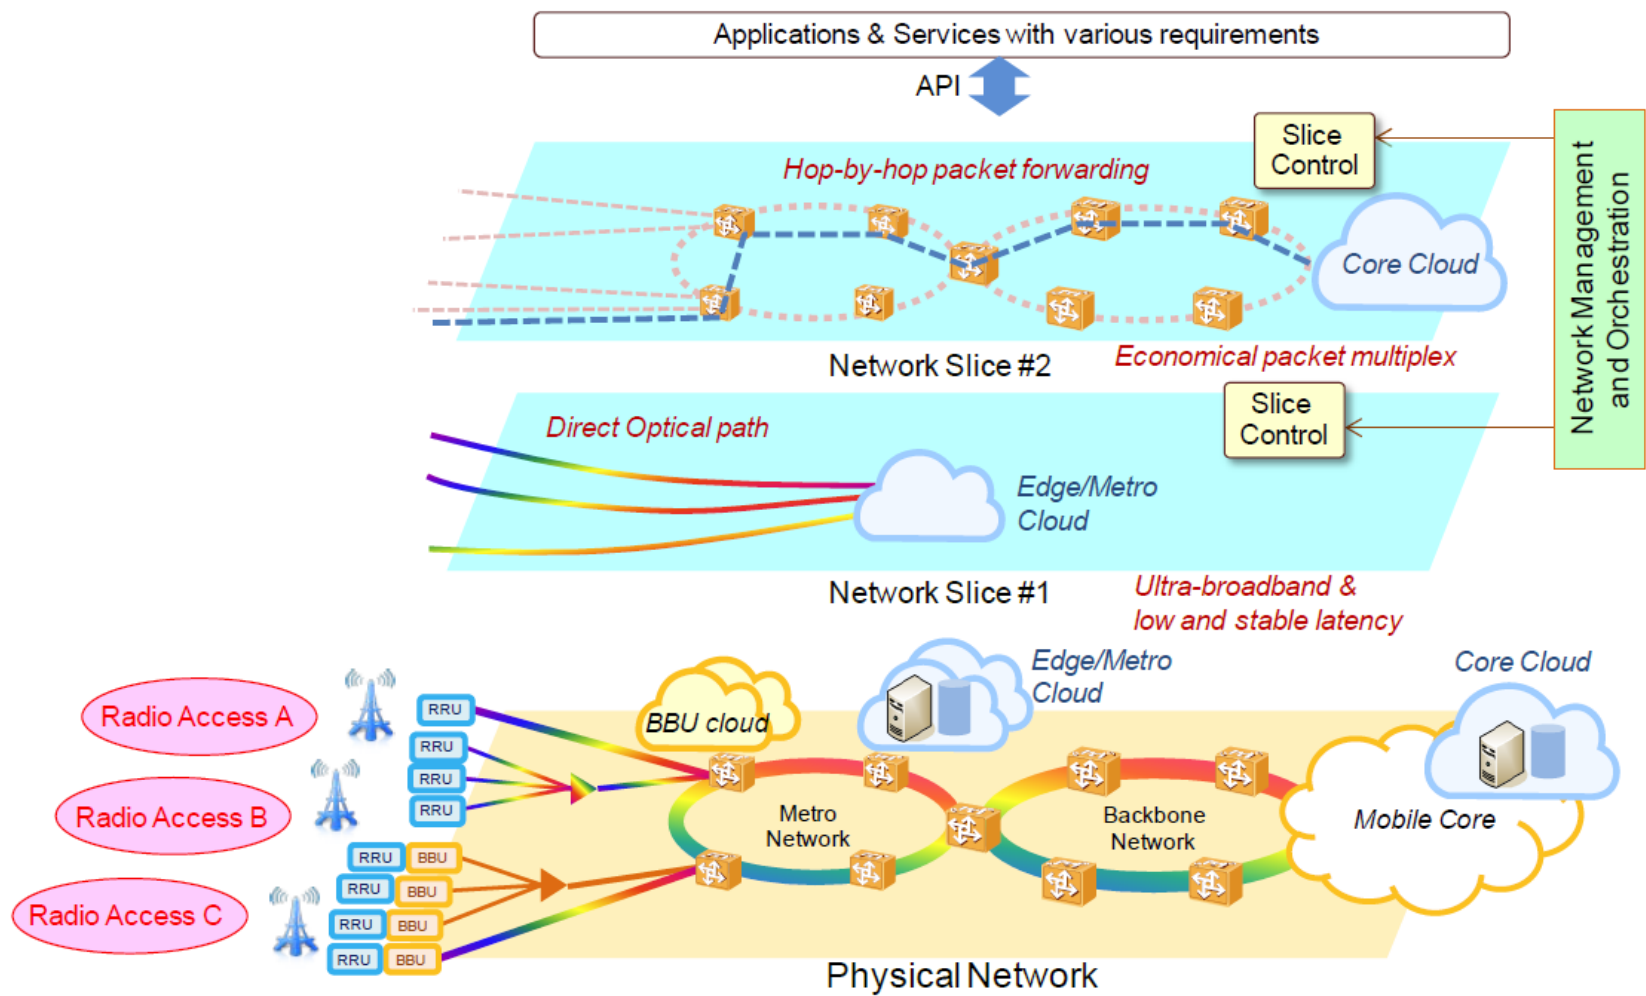 Applications & Services with various requirements
API
Slice
Control
Hop-by-hop packet forwarding
Core Cloud
Network Management
and Orchestration
Network Slice #2
Economical packet multiplex
Slice
Control
Direct Optical path
Edge/Metro
Cloud
Network Slice #1
Ultra-broadband &
low and stable latency
Edge/Metro
Cloud
Core Cloud
BBU cloud
Radio Access A
RRU
RRU
RRU
RRU
Radio Access B
Metro
Network
Backbone
Network
Mobile Core
RRU BBU
RRU BBU
Radio Access C
RRU BBU
RRU BBU
Physical Network